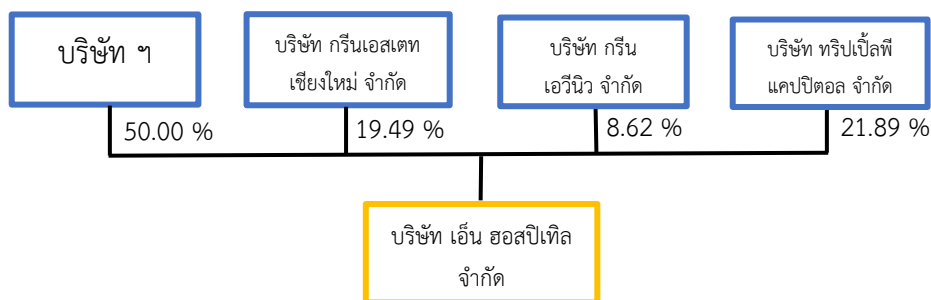 บริษัท ฯ
บริษัท กรีนเอสเตท
เชียงใหม่ จำกัด
บริษัท กรีน
เอวีนิว จำกัด
บริษัท ทริปเปิ้ลพี
แคปปิตอล จำกัด
50.00 %
19.49 %
8.62 %
21.89 %
บริษัท เอ็น ฮอสปิเทิล
จำกัด